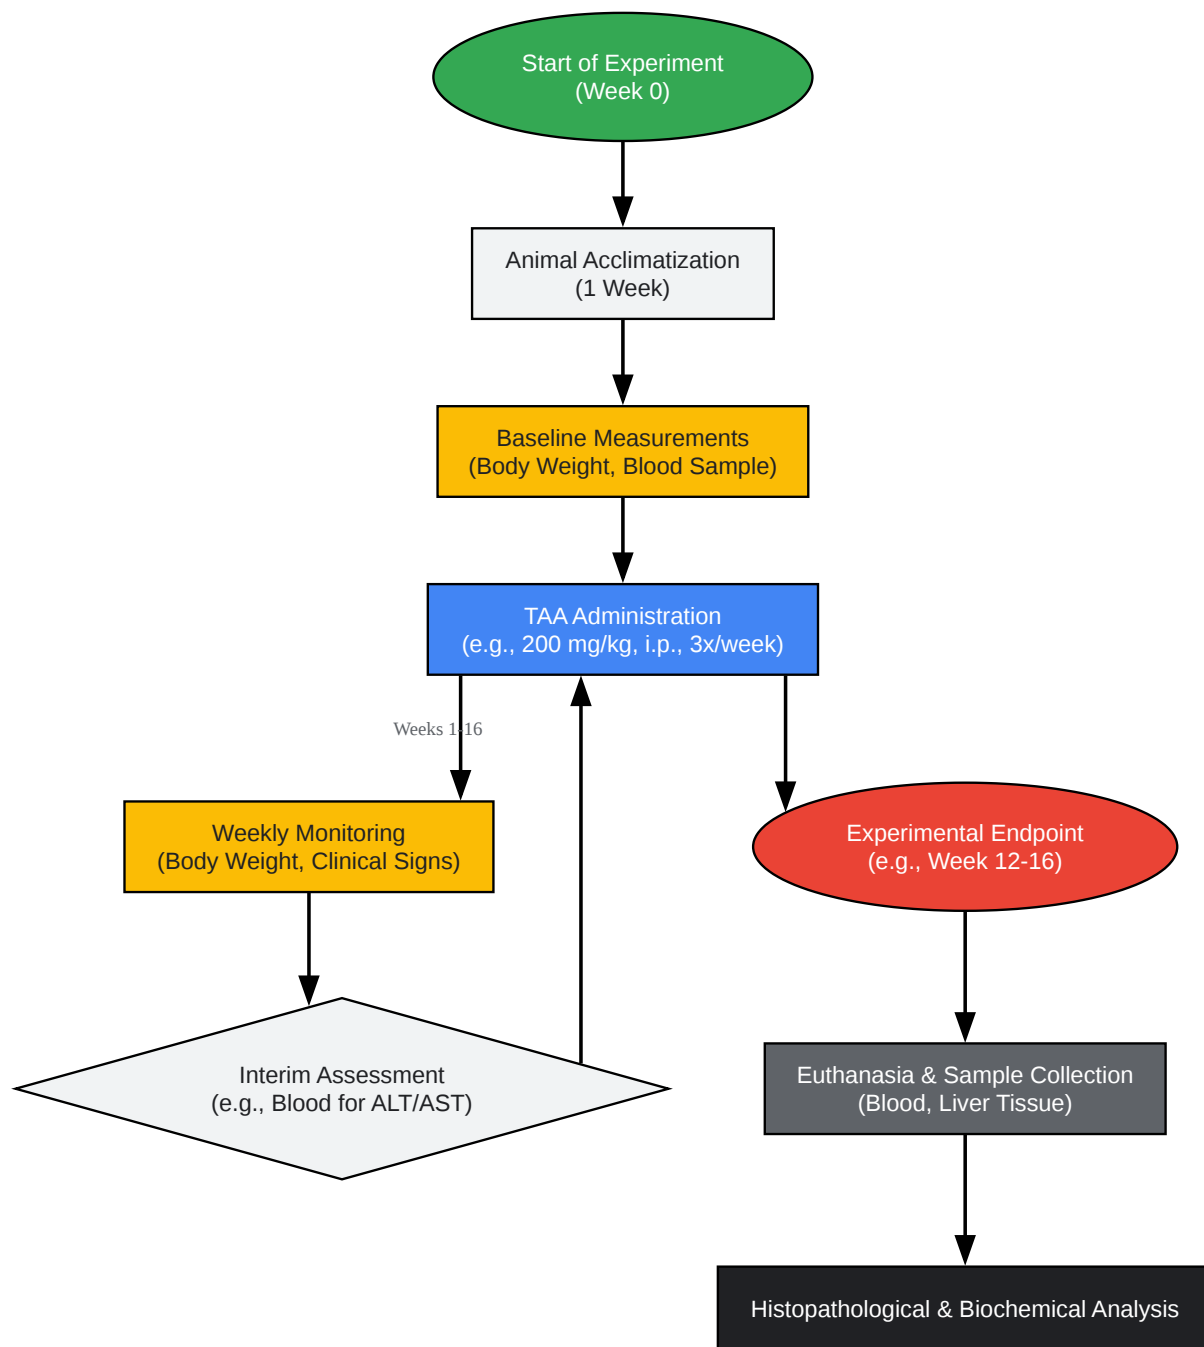 Start of Experiment
(Week 0)
Animal Acclimatization
(1 Week)
Baseline Measurements
(Body Weight, Blood Sample)
TAA Administration
(e.g., 200 mg/kg, i.p., 3x/week)
Weeks 1-16
Weekly Monitoring
(Body Weight, Clinical Signs)
Experimental Endpoint
(e.g., Week 12-16)
Interim Assessment
(e.g., Blood for ALT/AST)
Euthanasia & Sample Collection
(Blood, Liver Tissue)
Histopathological & Biochemical Analysis